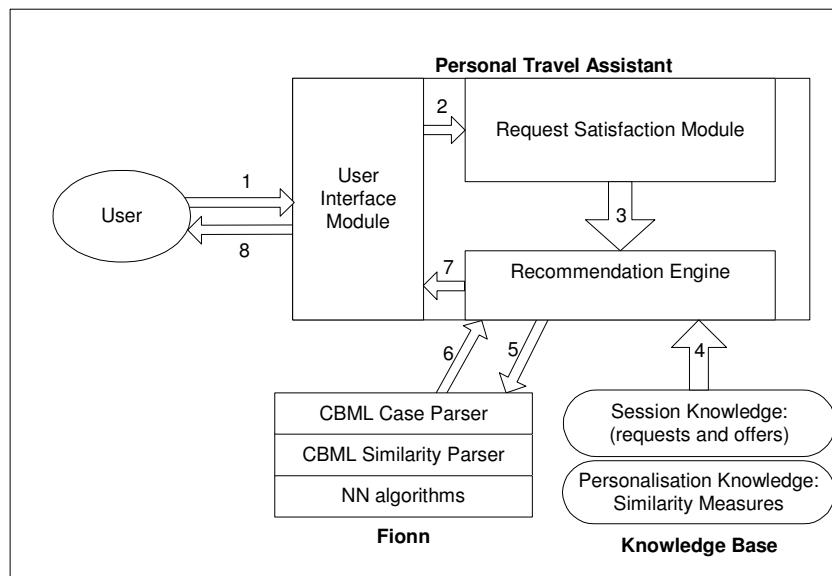 Personal Travel Assistant
2
Request Satisfaction Module
User
Interface
Module
1
User
8
3
7
Recommendation Engine
6
5
4
CBML Case Parser
CBML Similarity Parser
NN algorithms
Fionn
Session Knowledge:
(requests and offers)
Personalisation Knowledge:
Similarity Measures
Knowledge Base